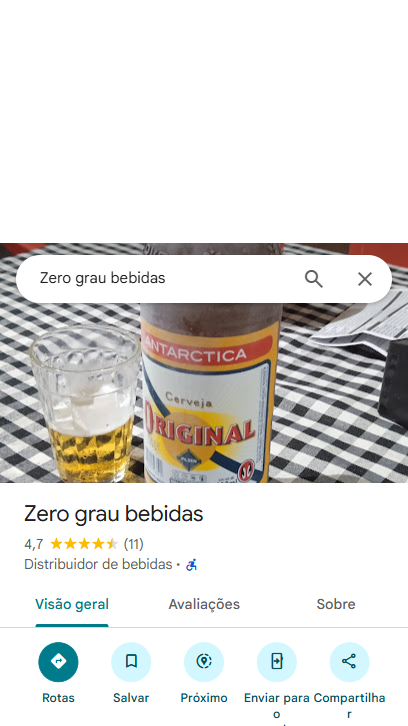 Zero grau bebidas
ANTARCTICA
Cerveja
ORIGINAL
PILSEN
Zero grau bebidas
4,7 (11)
Distribuidor de bebidas ·
Visão geral Avaliações Sobre
Rotas Salvar Próximo Enviar para o Compartilhar